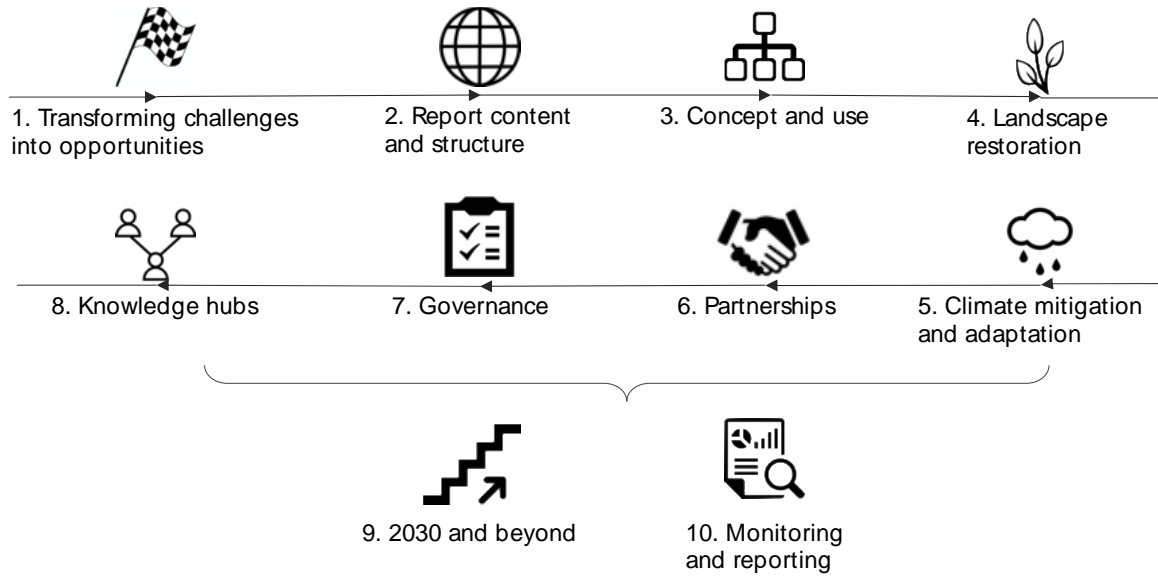 1. Transforming challenges
into opportunities
2. Report content
and structure
3. Concept and use
4. Landscape
restoration
8. Knowledge hubs
7. Governance
6. Partnerships
5. Climate mitigation
and adaptation
9. 2030 and beyond
10. Monitoring
and reporting